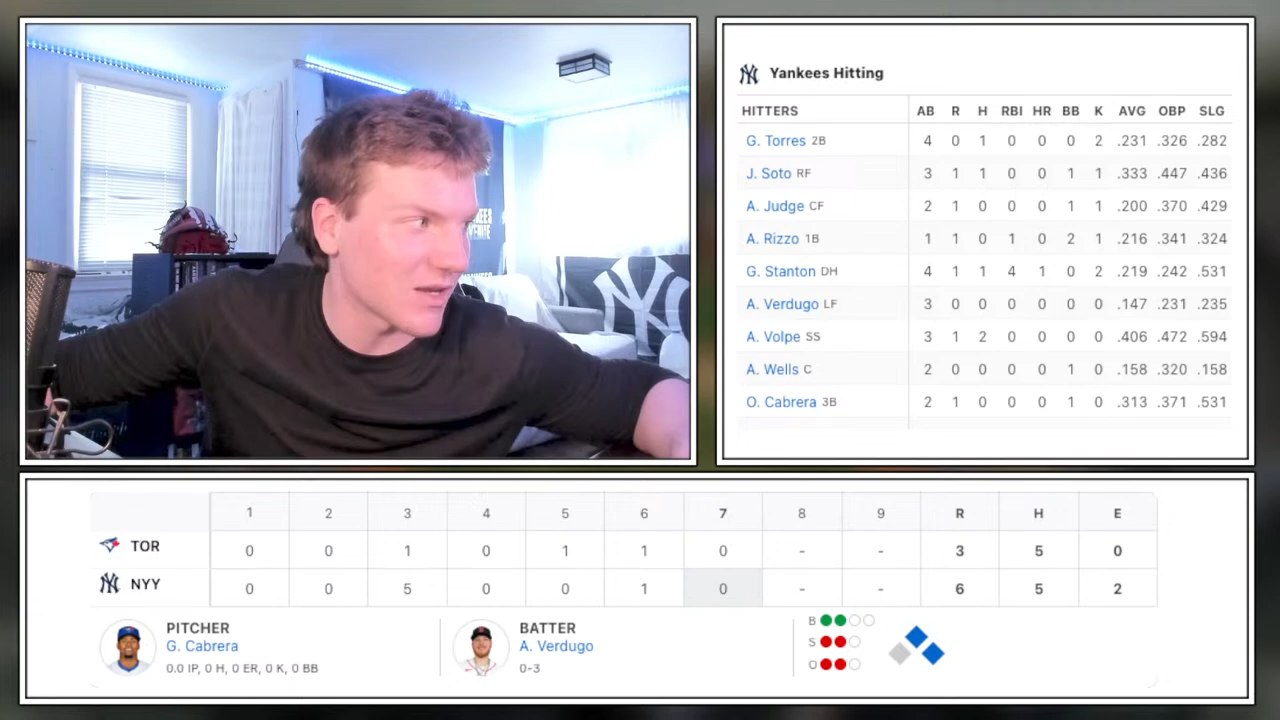 Yankees Hitting
HITTERS AB R H RBI HR BB K AVG OBP SLG
G. Torres 2B 4 0 1 0 0 0 2 .231 .326 .282
J. Soto RF 3 1 1 0 0 1 1 .333 .447 .436
A. Judge CF 2 0 0 0 1 1 .200 .370 .429
A. Rizzo 1B 1 0 1 0 2 1 .216 .341 .324
G. Stanton DH 4 1 1 4 1 0 2 .219 .242 .531
A. Verdugo LF 3 0 0 0 0 0 0 .147 .231 .235
A. Volpe SS 3 1 2 0 0 0 0 .406 .472 .594
A. Wells C 2 0 0 0 0 1 0 .158 .320 .158
O. Cabrera 3B 2 1 0 0 0 1 0 .313 .371 .531
1 2 3 4 5 6 7 8 9 R H E
TOR 0 0 1 0 1 1 0 - - 3 5 0
NYY 0 0 5 0 0 1 0 - - 6 5 2
PITCHER
G. Cabrera
0.0 IP, 0 H, 0 ER, 0 K, 0 BB
BATTER
A. Verdugo
0-3
B
S
O